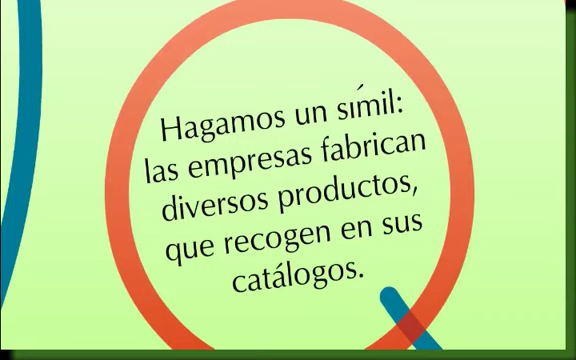 Hagamos un símil:
las empresas fabrican
diversos productos,
que recogen en sus
catálogos.